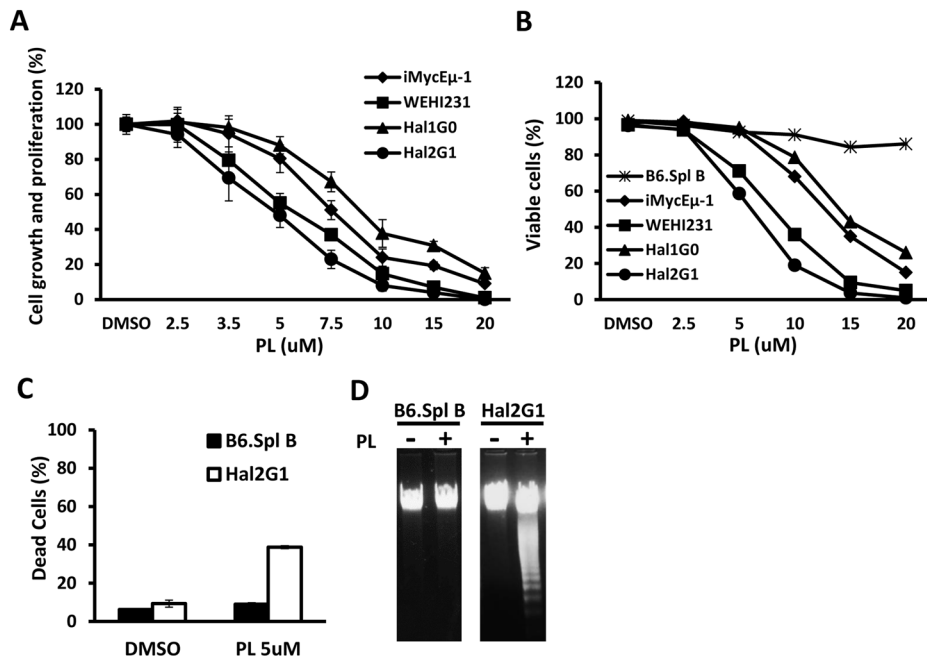 A
Cell growth and proliferation (%)
120
100
80
60
40
20
0
iMycEμ-1
WEHI231
Hal1G0
Hal2G1
DMSO 2.5 3.5 5 7.5 10 15 20
PL (uM)
B
Viable cells (%)
120
100
80
60
40
20
0
B6.Spl B
iMycEμ-1
WEHI231
Hal1G0
Hal2G1
DMSO 2.5 5 10 15 20
PL (uM)
C
Dead Cells (%)
100
80
60
40
20
0
B6.Spl B
Hal2G1
DMSO PL 5uM
D
B6.Spl B Hal2G1
PL - + - +